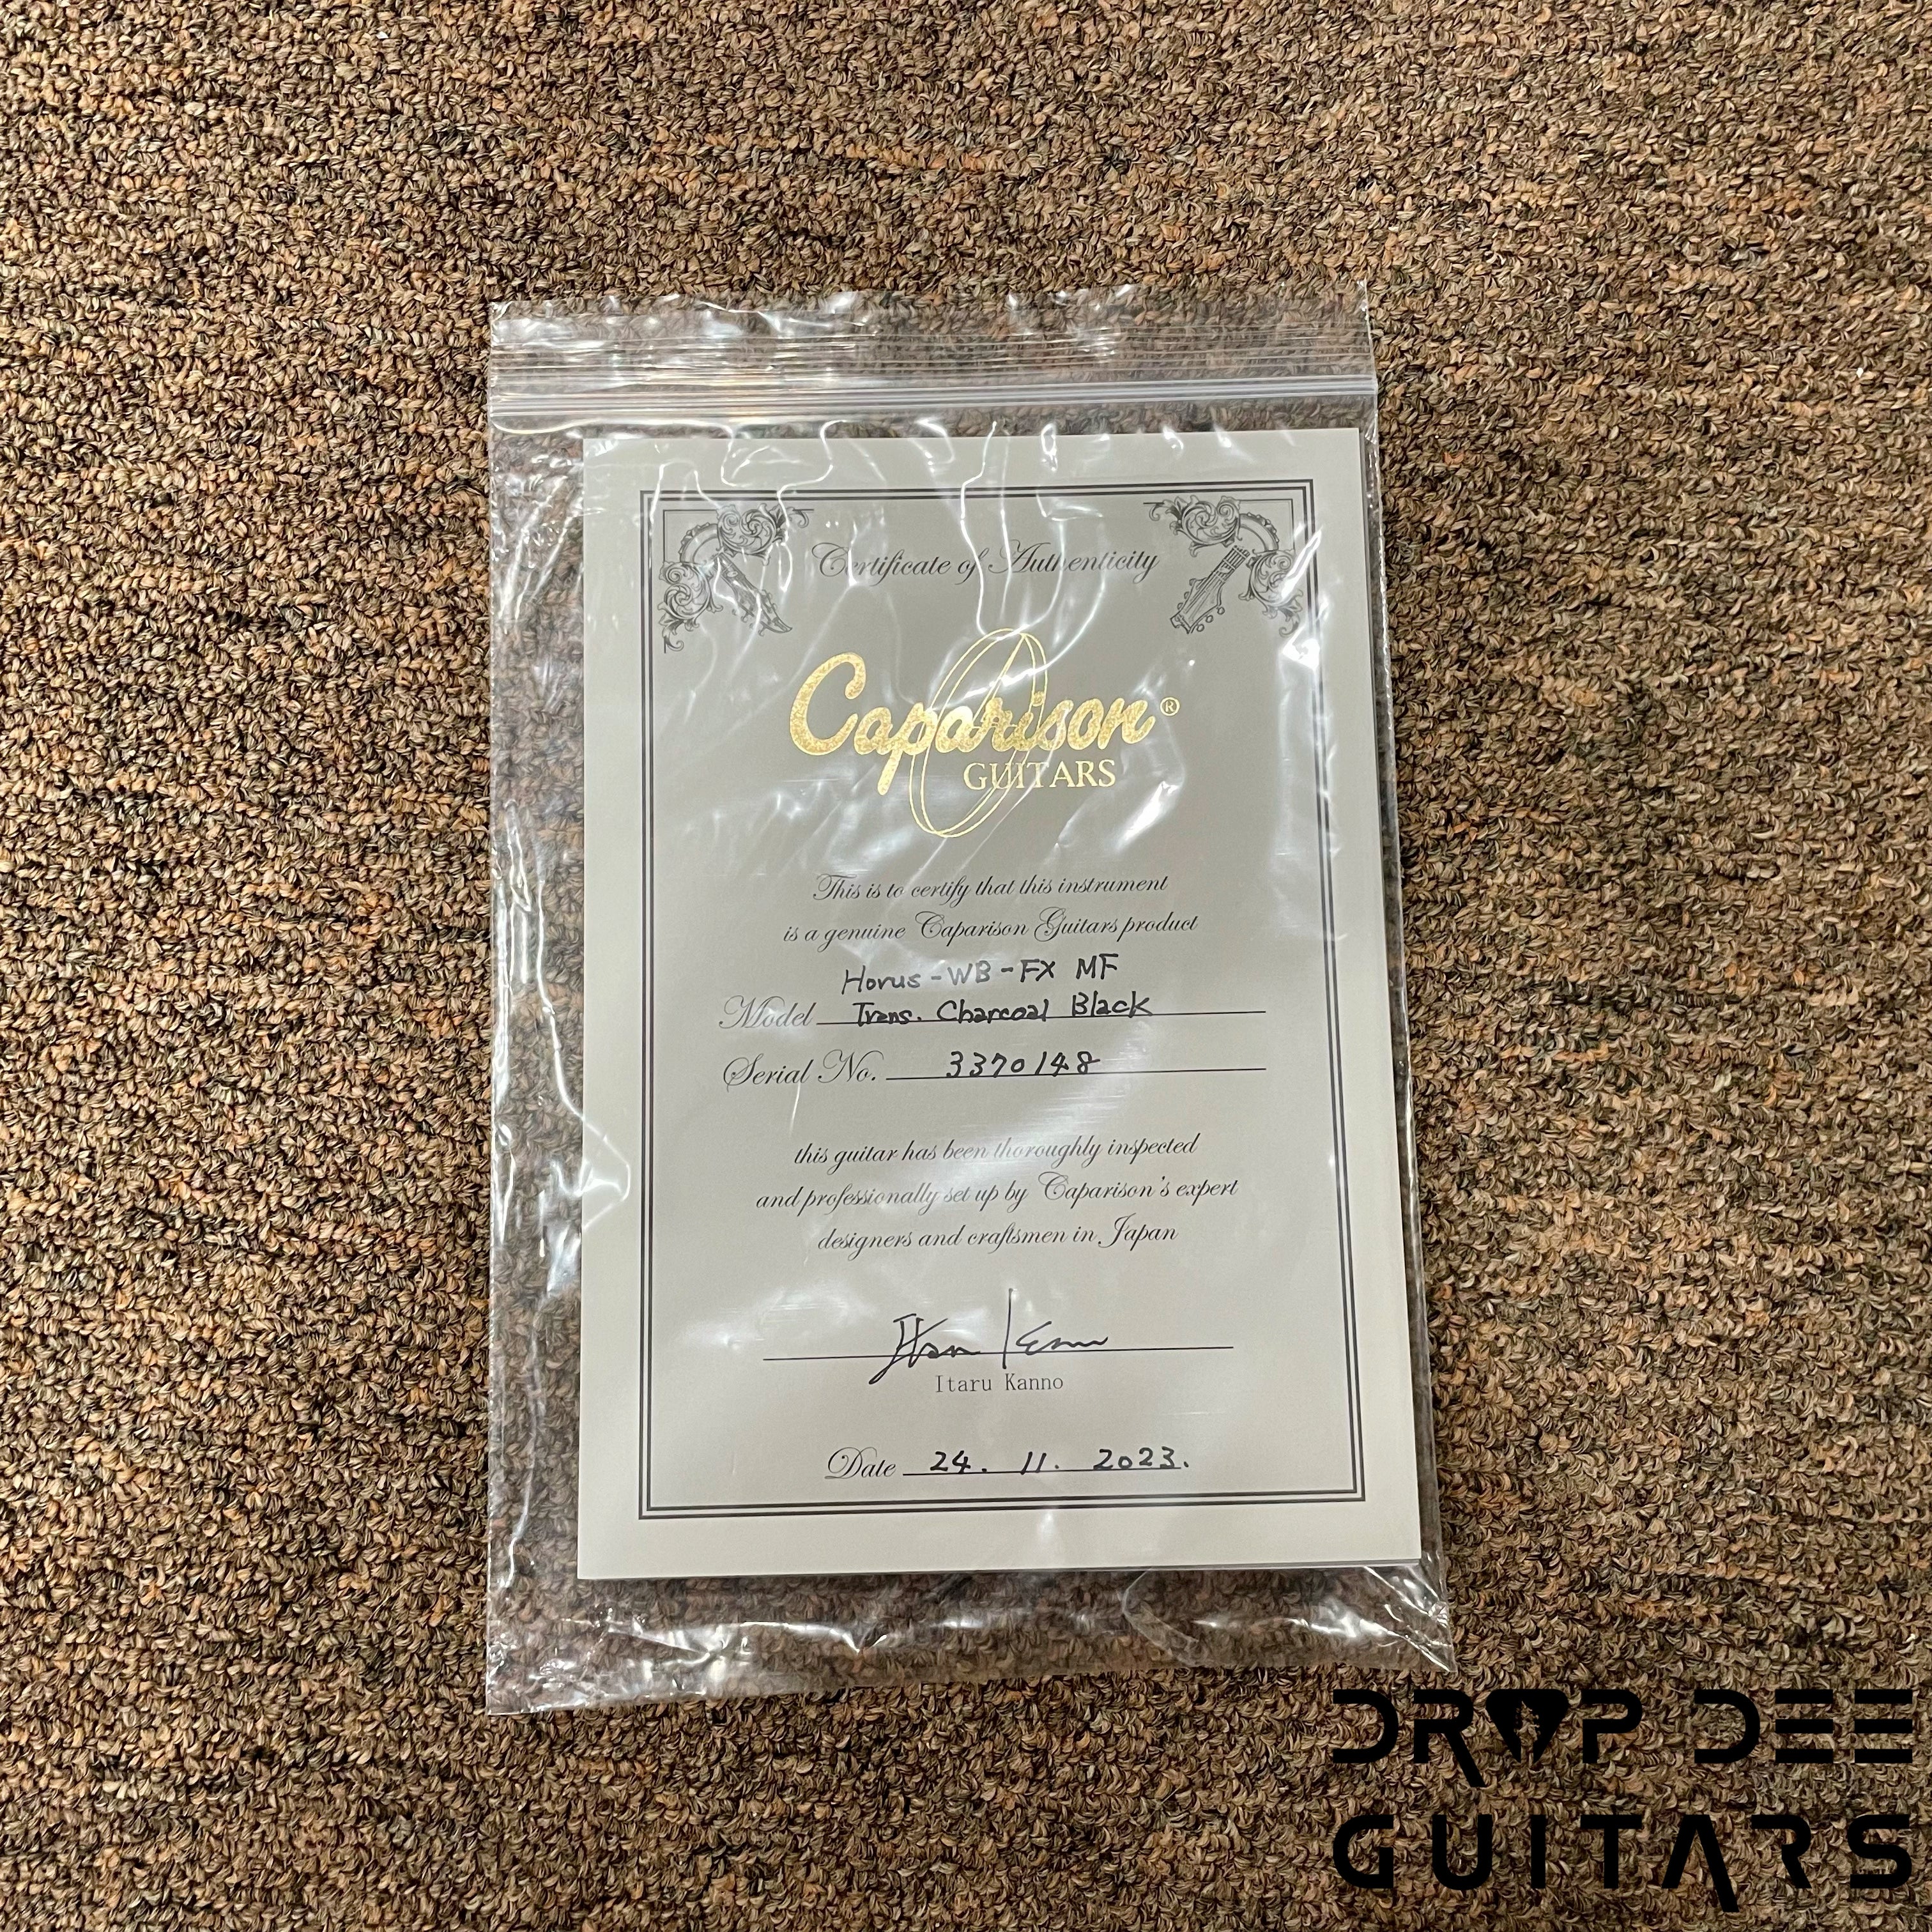 Certificate of Authenticity
Caparison®
GUITARS
This is to certify that this instrument
is a genuine Caparison Guitars product
Horus-WB-FX MF
Model Trans. Charcoal Black
Serial No. 3370148
this guitar has been thoroughly inspected
and professionally set up by Caparison's expert
designers and craftsmen in Japan
Itaru Kanno
Itaru Kanno
Date 24. 11. 2023.
DROP DEE
GUITARS